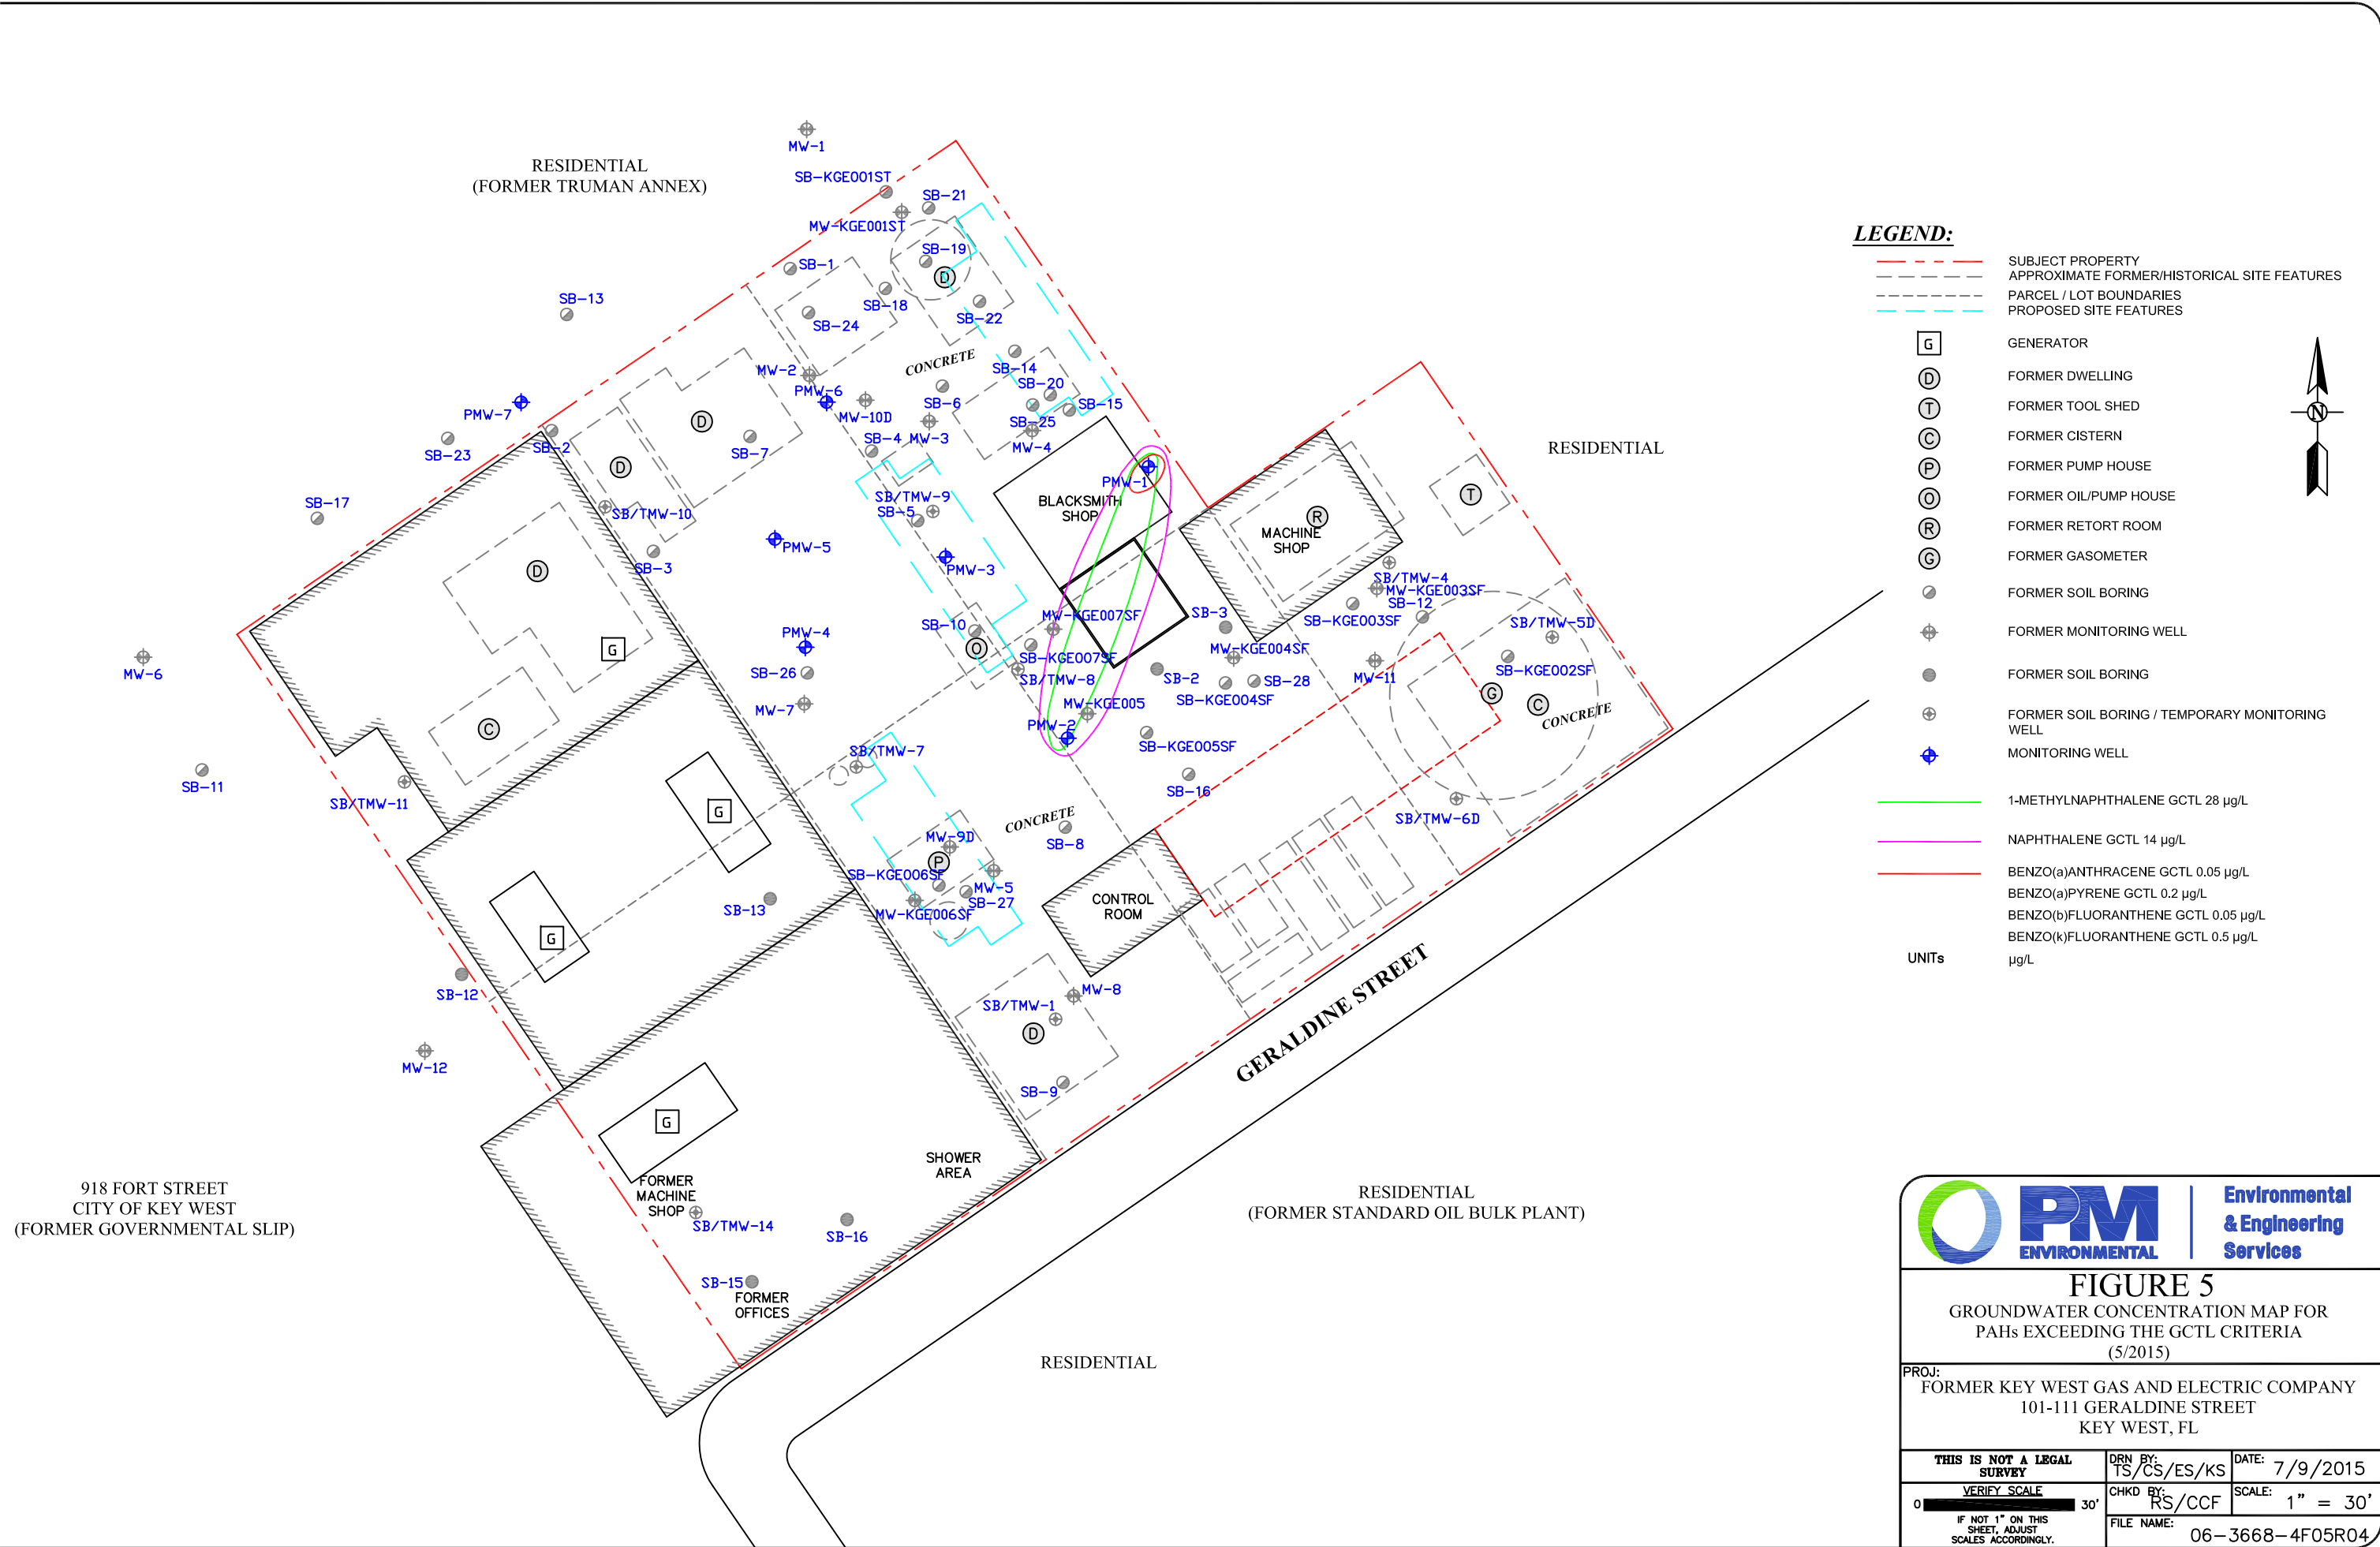 RESIDENTIAL
(FORMER TRUMAN ANNEX)
MW-1
SB-KGE001ST
SB-21
MW-KGE001ST
SB-19
D
SB-1
SB-18
SB-22
SB-24
SB-13
CONCRETE
SB-14
MW-2
PMW-6
SB-20
SB-6
SB-15
MW-10D
SB-25
PMW-7
MW-4
SB-4
MW-3
D
SB-2
SB-7
SB-23
D
PMW-1
BLACKSMITH
SHOP
SB-17
SB/TMW-9
SB-5
SB/TMW-10
PMW-5
SB-3
D
PMW-3
R
MACHINE
SHOP
T
RESIDENTIAL
SB/TMW-4
MW-KGE003SF
SB-12
SB-KGE003SF
SB/TMW-5D
SB-KGE002SF
SB-3
MW-KGE007SF
SB-10
O
SB-KGE007SF
SB/TMW-8
PMW-4
G
SB-26
MW-7
MW-6
C
MW-KGE004SF
SB-2
SB-28
SB-KGE004SF
MW-11
G
C
CONCRETE
MW-KGE005
PMW-2
SB-KGE005SF
SB-16
SB/TMW-7
SB-11
SB/TMW-11
G
SB/TMW-6D
CONCRETE
SB-8
MW-9D
P
SB-KGE006SF
MW-5
SB-27
MW-KGE006SF
CONTROL
ROOM
SB-13
G
SB-12
MW-12
MW-8
SB/TMW-1
D
SB-9
GERALDINE STREET
G
FORMER
MACHINE
SHOP
SB/TMW-14
SHOWER
AREA
SB-16
SB-15
FORMER
OFFICES
918 FORT STREET
CITY OF KEY WEST
(FORMER GOVERNMENTAL SLIP)
RESIDENTIAL
(FORMER STANDARD OIL BULK PLANT)
RESIDENTIAL
LEGEND:
SUBJECT PROPERTY
APPROXIMATE FORMER/HISTORICAL SITE FEATURES
PARCEL / LOT BOUNDARIES
PROPOSED SITE FEATURES
G GENERATOR
D FORMER DWELLING
T FORMER TOOL SHED
C FORMER CISTERN
P FORMER PUMP HOUSE
O FORMER OIL/PUMP HOUSE
R FORMER RETORT ROOM
G FORMER GASOMETER
FORMER SOIL BORING
FORMER MONITORING WELL
FORMER SOIL BORING
FORMER SOIL BORING / TEMPORARY MONITORING
WELL
MONITORING WELL
1-METHYLNAPHTHALENE GCTL 28 µg/L
NAPHTHALENE GCTL 14 µg/L
BENZO(a)ANTHRACENE GCTL 0.05 µg/L
BENZO(a)PYRENE GCTL 0.2 µg/L
BENZO(b)FLUORANTHENE GCTL 0.05 µg/L
BENZO(k)FLUORANTHENE GCTL 0.5 µg/L
UNITs µg/L
N
PM
ENVIRONMENTAL
Environmental
& Engineering
Services
FIGURE 5
GROUNDWATER CONCENTRATION MAP FOR
PAHs EXCEEDING THE GCTL CRITERIA
(5/2015)
PROJ:
FORMER KEY WEST GAS AND ELECTRIC COMPANY
101-111 GERALDINE STREET
KEY WEST, FL
THIS IS NOT A LEGAL
SURVEY
DRN BY:
TS/CS/ES/KS
DATE: 7/9/2015
VERIFY SCALE
0 30'
IF NOT 1" ON THIS
SHEET, ADJUST
SCALES ACCORDINGLY.
CHKD BY:
RS/CCF
SCALE: 1" = 30'
FILE NAME:
06-3668-4F05R04